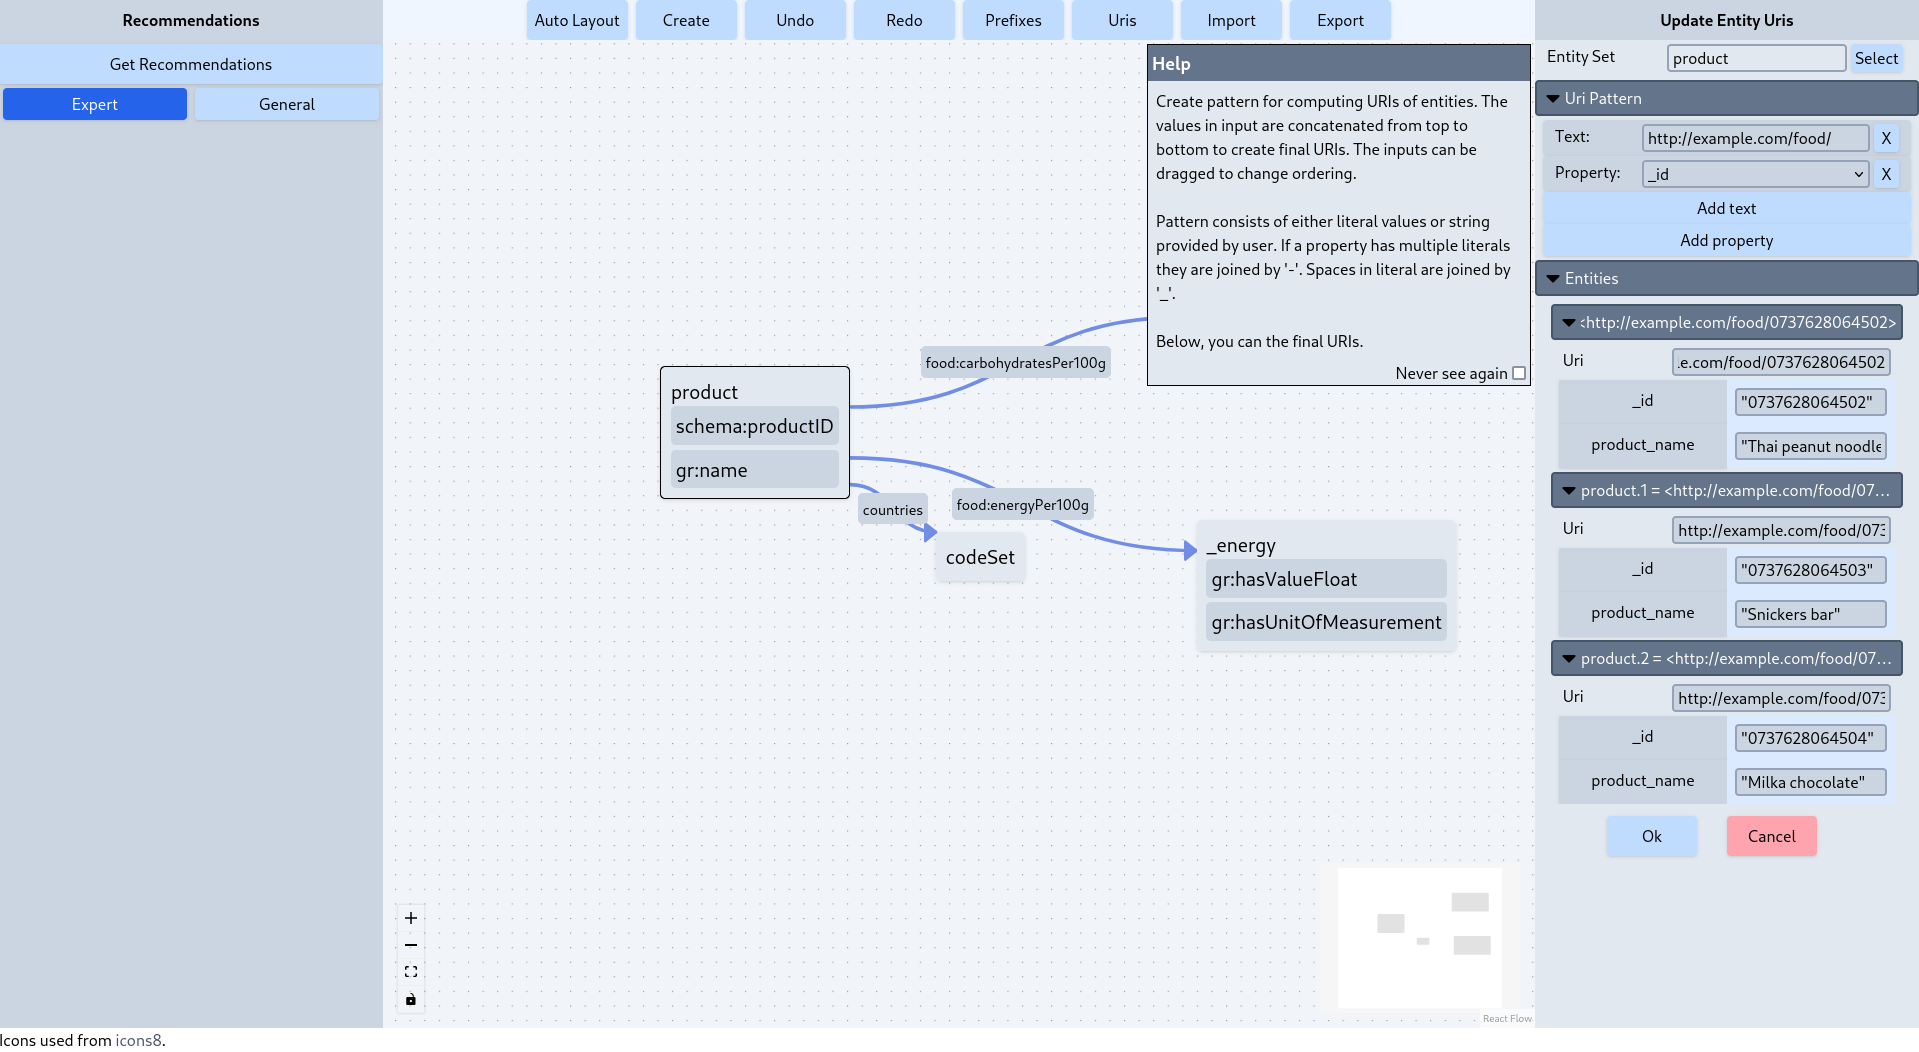 Recommendations
Get Recommendations
Expert General
Auto Layout Create Undo Redo Prefixes Uris Import Export
food:carbohydratesPer100g
product
schema:productID
gr:name
countries
food:energyPer100g
codeSet
_energy
gr:hasValueFloat
gr:hasUnitOfMeasurement
Help
Create pattern for computing URIs of entities. The
values in input are concatenated from top to
bottom to create final URIs. The inputs can be
dragged to change ordering.
Pattern consists of either literal values or string
provided by user. If a property has multiple literals
they are joined by '-'. Spaces in literal are joined by
'_'.
Below, you can the final URIs.
Never see again
React Flow
Update Entity Uris
Entity Set product Select
Uri Pattern
Text: http://example.com/food/ X
Property: _id X
Add text
Add property
Entities
<http://example.com/food/0737628064502>
Uri .e.com/food/0737628064502
_id "0737628064502"
product_name "Thai peanut noodle
product.1 = <http://example.com/food/07...
Uri http://example.com/food/073
_id "0737628064503"
product_name "Snickers bar"
product.2 = <http://example.com/food/07...
Uri http://example.com/food/073
_id "0737628064504"
product_name "Milka chocolate"
Ok Cancel
Icons used from icons8.